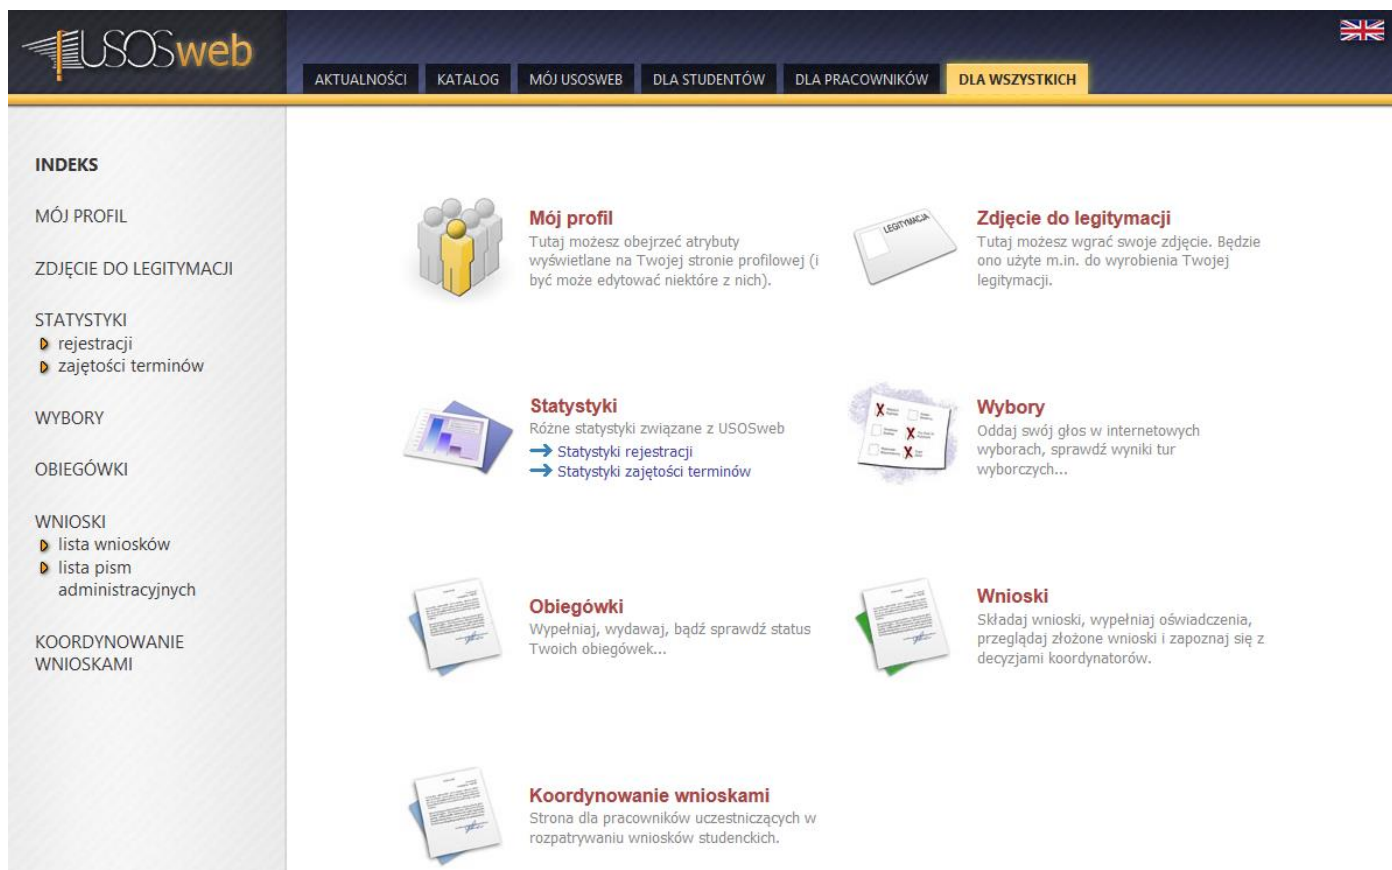 USOSweb
AKTUALNOŚCI KATALOG MÓJ USOSWEB DLA STUDENTÓW DLA PRACOWNIKÓW DLA WSZYSTKICH
INDEKS
MÓJ PROFIL
ZDJĘCIE DO LEGITYMACJI
STATYSTYKI
rejestracji
zajętości terminów
WYBORY
OBIEGÓWKI
WNIOSKI
lista wniosków
lista pism
administracyjnych
KOORDYNOWANIE
WNIOSKAMI
Mój profil
Tutaj możesz obejrzeć atrybuty
wyświetlane na Twojej stronie profilowej (i
być może edytować niektóre z nich).
LEGITYMACJA
Zdjęcie do legitymacji
Tutaj możesz wgrać swoje zdjęcie. Będzie
ono użyte m.in. do wyrobienia Twojej
legitymacji.
Statystyki
Różne statystyki związane z USOSweb
Statystyki rejestracji
Statystyki zajętości terminów
Wybory
Oddaj swój głos w internetowych
wyborach, sprawdź wyniki tur
wyborczych...
Obiegówki
Wypełniaj, wydawaj, bądź sprawdź status
Twoich obiegówek...
Wnioski
Składaj wnioski, wypełniaj oświadczenia,
przeglądaj złożone wnioski i zapoznaj się z
decyzjami koordynatorów.
Koordynowanie wnioskami
Strona dla pracowników uczestniczących w
rozpatrywaniu wniosków studenckich.